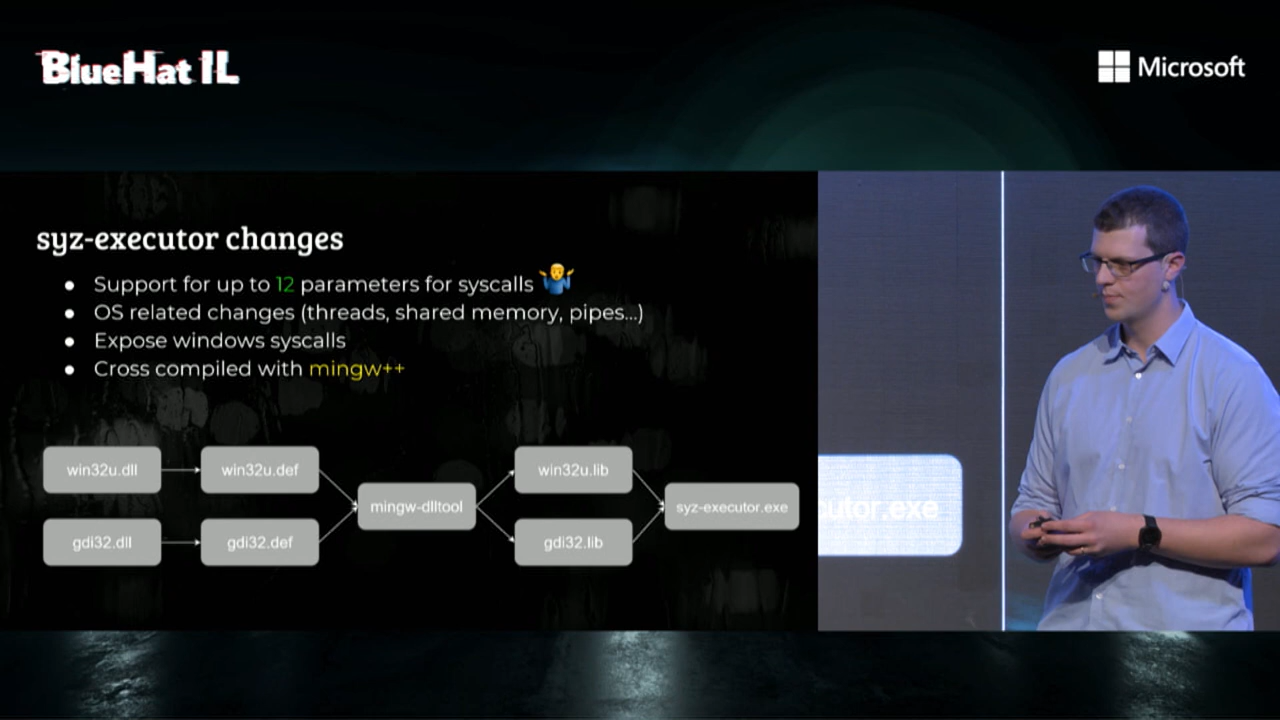 BlueHat IL
Microsoft
syz-executor changes
Support for up to 12 parameters for syscalls 🤷‍♂️
OS related changes (threads, shared memory, pipes...)
Expose windows syscalls
Cross compiled with mingw++
win32u.dll
win32u.def
win32u.lib
mingw-dlltool
syz-executor.exe
gdi32.dll
gdi32.def
gdi32.lib
cutor.exe